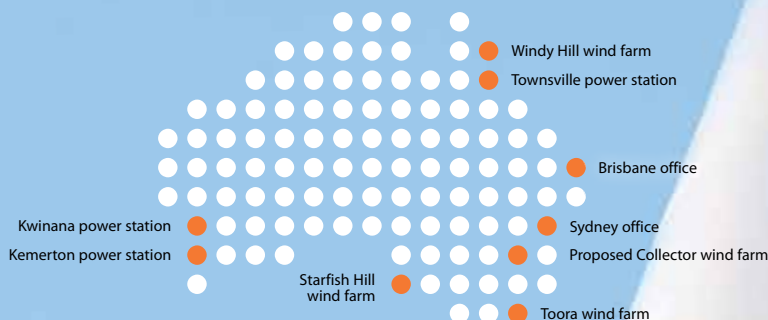 Windy Hill wind farm
Townsville power station
Brisbane office
Kwinana power station
Sydney office
Kemerton power station
Proposed Collector wind farm
Starfish Hill
wind farm
Toora wind farm